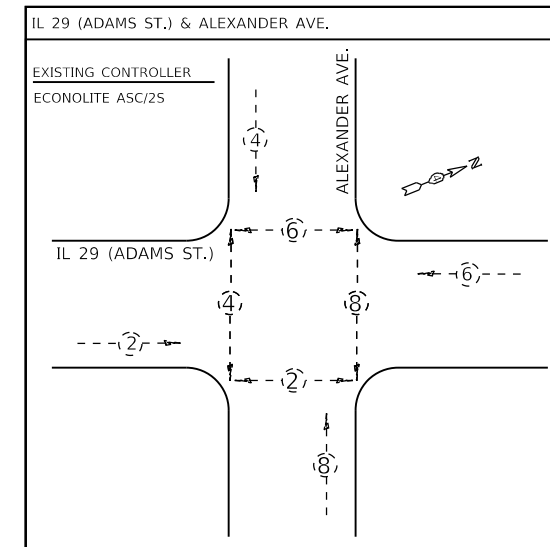 IL 29 (ADAMS ST.) & ALEXANDER AVE.
EXISTING CONTROLLER
ECONOLITE ASC/2S
ALEXANDER AVE.
4
N
6
IL 29 (ADAMS ST.)
6
4
8
2
2
8